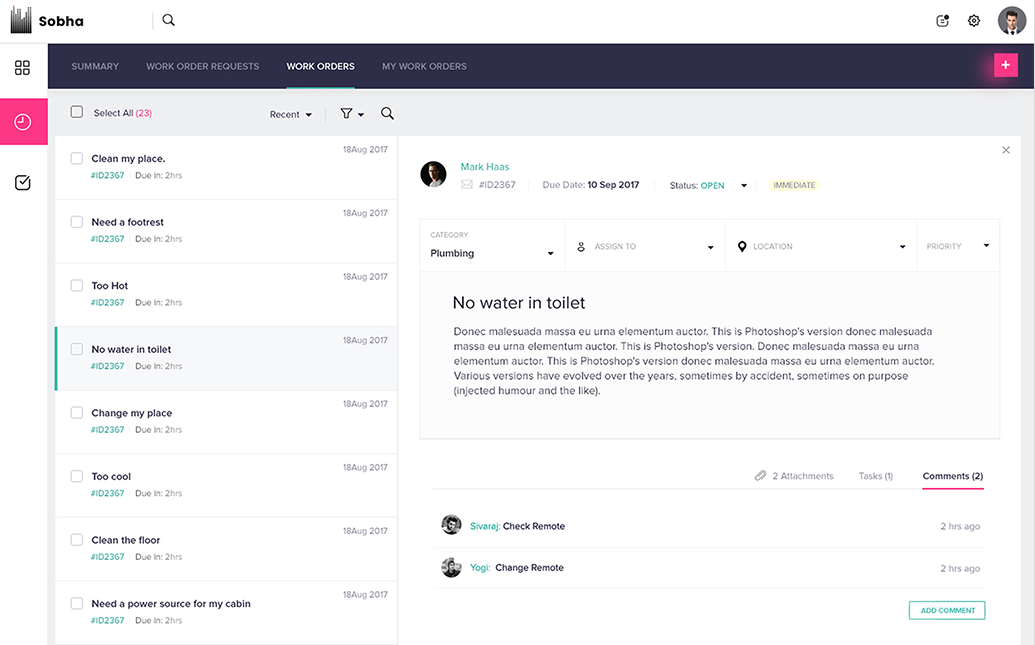 Sobha
SUMMARY WORK ORDER REQUESTS WORK ORDERS MY WORK ORDERS
+
Select All (23) Recent
18Aug 2017
Clean my place.
#ID2367 Due In: 2hrs
18Aug 2017
Need a footrest
#ID2367 Due In: 2hrs
18Aug 2017
Too Hot
#ID2367 Due In: 2hrs
18Aug 2017
No water in toilet
#ID2367 Due In: 2hrs
18Aug 2017
Change my place
#ID2367 Due In: 2hrs
18Aug 2017
Too cool
#ID2367 Due In: 2hrs
18Aug 2017
Clean the floor
#ID2367 Due In: 2hrs
18Aug 2017
Need a power source for my cabin
#ID2367 Due In: 2hrs
Mark Haas
#ID2367 Due Date: 10 Sep 2017 Status: OPEN IMMEDIATE
CATEGORY
Plumbing
ASSIGN TO LOCATION PRIORITY
No water in toilet
Donec malesuada massa eu urna elementum auctor. This is Photoshop's version donec malesuada
massa eu urna elementum auctor. This is Photoshop's version. Donec malesuada massa eu urna
elementum auctor. This is Photoshop's version donec malesuada massa eu urna elementum auctor.
Various versions have evolved over the years, sometimes by accident, sometimes on purpose
(injected humour and the like).
2 Attachments Tasks (1) Comments (2)
Sivaraj: Check Remote 2 hrs ago
Yogi: Change Remote 2 hrs ago
ADD COMMENT